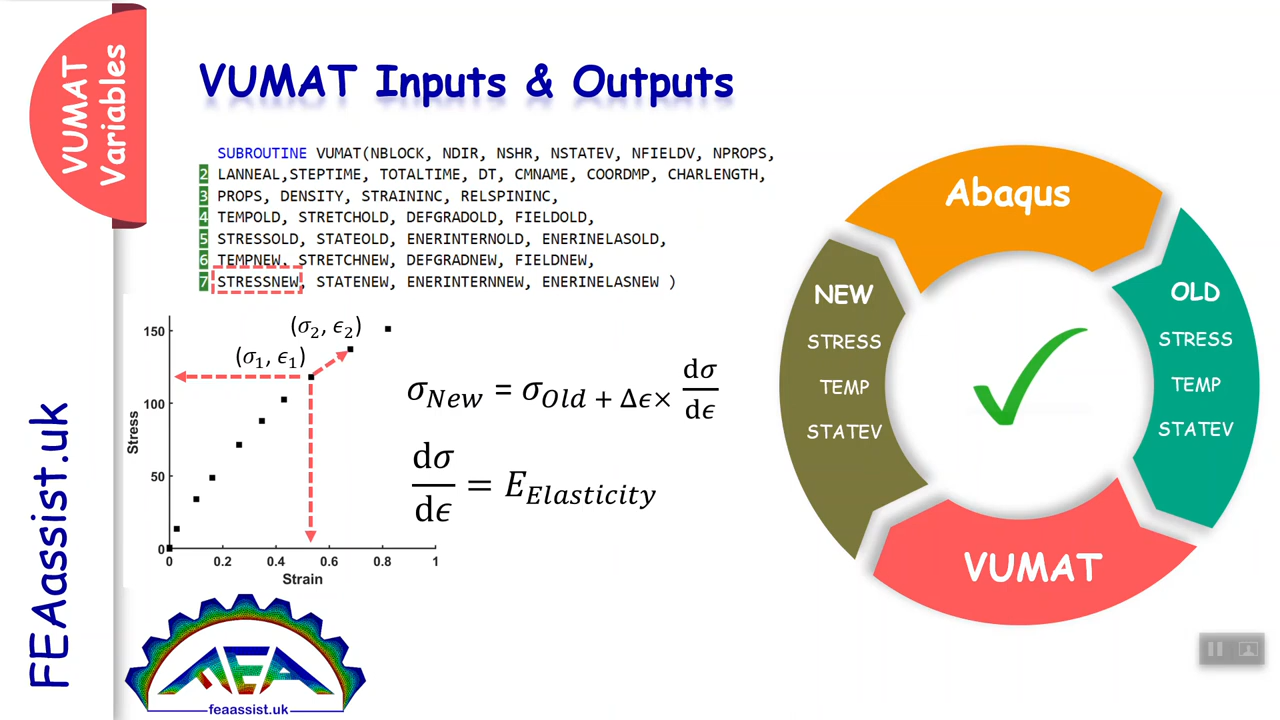 VUMAT
Variables
VUMAT Inputs & Outputs
SUBROUTINE VUMAT(NBLOCK, NDIR, NSHR, NSTATEV, NFIELDV, NPROPS,
2 LANNEAL,STEPTIME, TOTALTIME, DT, CMNAME, COORDMP, CHARLENGTH,
3 PROPS, DENSITY, STRAININC, RELSPININC,
4 TEMPOLD, STRETCHOLD, DEFGRADOLD, FIELDOLD,
5 STRESSOLD, STATEOLD, ENERINTERNOLD, ENERINELASOLD,
6 TEMPNEW, STRETCHNEW, DEFGRADNEW, FIELDNEW,
7 STRESSNEW, STATENEW, ENERINTERNNEW, ENERINELASNEW )
150
100
50
0
Stress
(σ₂, ϵ₂)
(σ₁, ϵ₁)
0 0.2 0.4 0.6 0.8 1
Strain
σ_New = σ_Old + Δϵ× dσ/dϵ
dσ/dϵ = E_Elasticity
Abaqus
OLD
STRESS
TEMP
STATEV
VUMAT
NEW
STRESS
TEMP
STATEV
FEAassist.uk
FEA
feaassist.uk